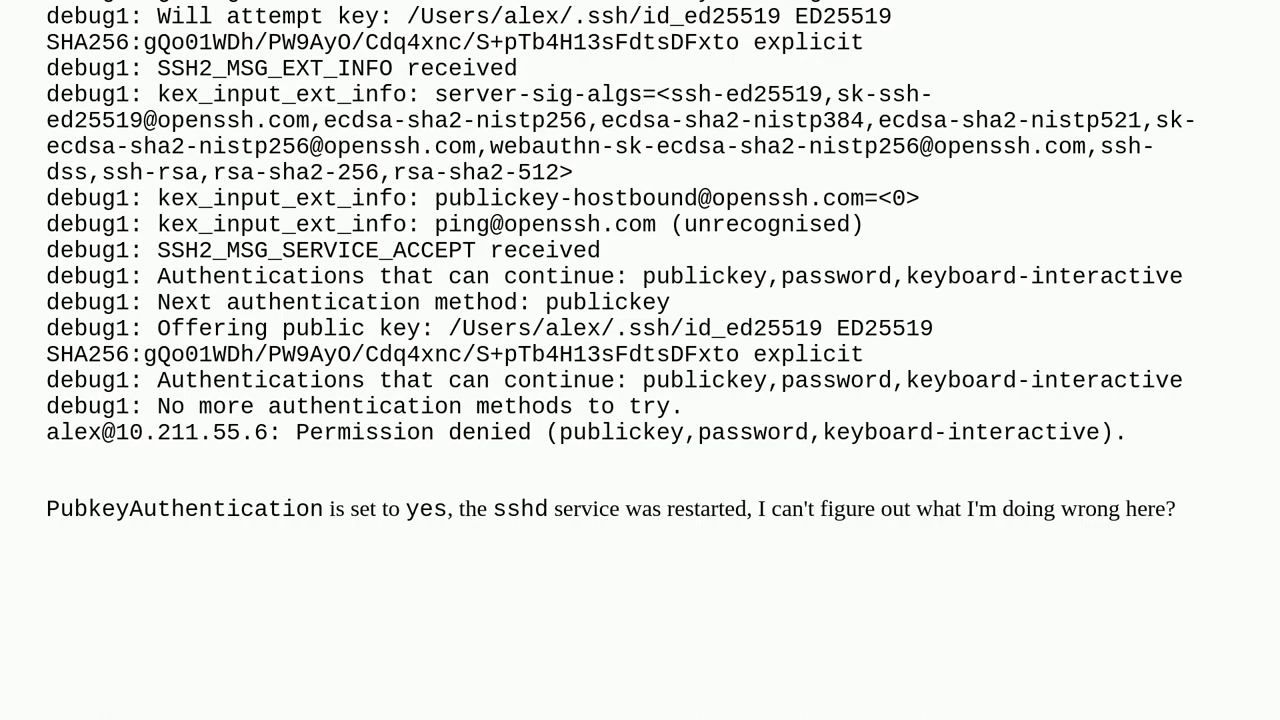 debug1: Will attempt key: /Users/alex/.ssh/id_ed25519 ED25519
SHA256:gQo01WDh/PW9AyO/Cdq4xnc/S+pTb4H13sFdtsDFxto explicit
debug1: SSH2_MSG_EXT_INFO received
debug1: kex_input_ext_info: server-sig-algs=<ssh-ed25519,sk-ssh-
ed25519@openssh.com,ecdsa-sha2-nistp256,ecdsa-sha2-nistp384,ecdsa-sha2-nistp521,sk-
ecdsa-sha2-nistp256@openssh.com,webauthn-sk-ecdsa-sha2-nistp256@openssh.com,ssh-
dss,ssh-rsa,rsa-sha2-256,rsa-sha2-512>
debug1: kex_input_ext_info: publickey-hostbound@openssh.com=<0>
debug1: kex_input_ext_info: ping@openssh.com (unrecognised)
debug1: SSH2_MSG_SERVICE_ACCEPT received
debug1: Authentications that can continue: publickey,password,keyboard-interactive
debug1: Next authentication method: publickey
debug1: Offering public key: /Users/alex/.ssh/id_ed25519 ED25519
SHA256:gQo01WDh/PW9AyO/Cdq4xnc/S+pTb4H13sFdtsDFxto explicit
debug1: Authentications that can continue: publickey,password,keyboard-interactive
debug1: No more authentication methods to try.
alex@10.211.55.6: Permission denied (publickey,password,keyboard-interactive).
PubkeyAuthentication is set to yes, the sshd service was restarted, I can't figure out what I'm doing wrong here?